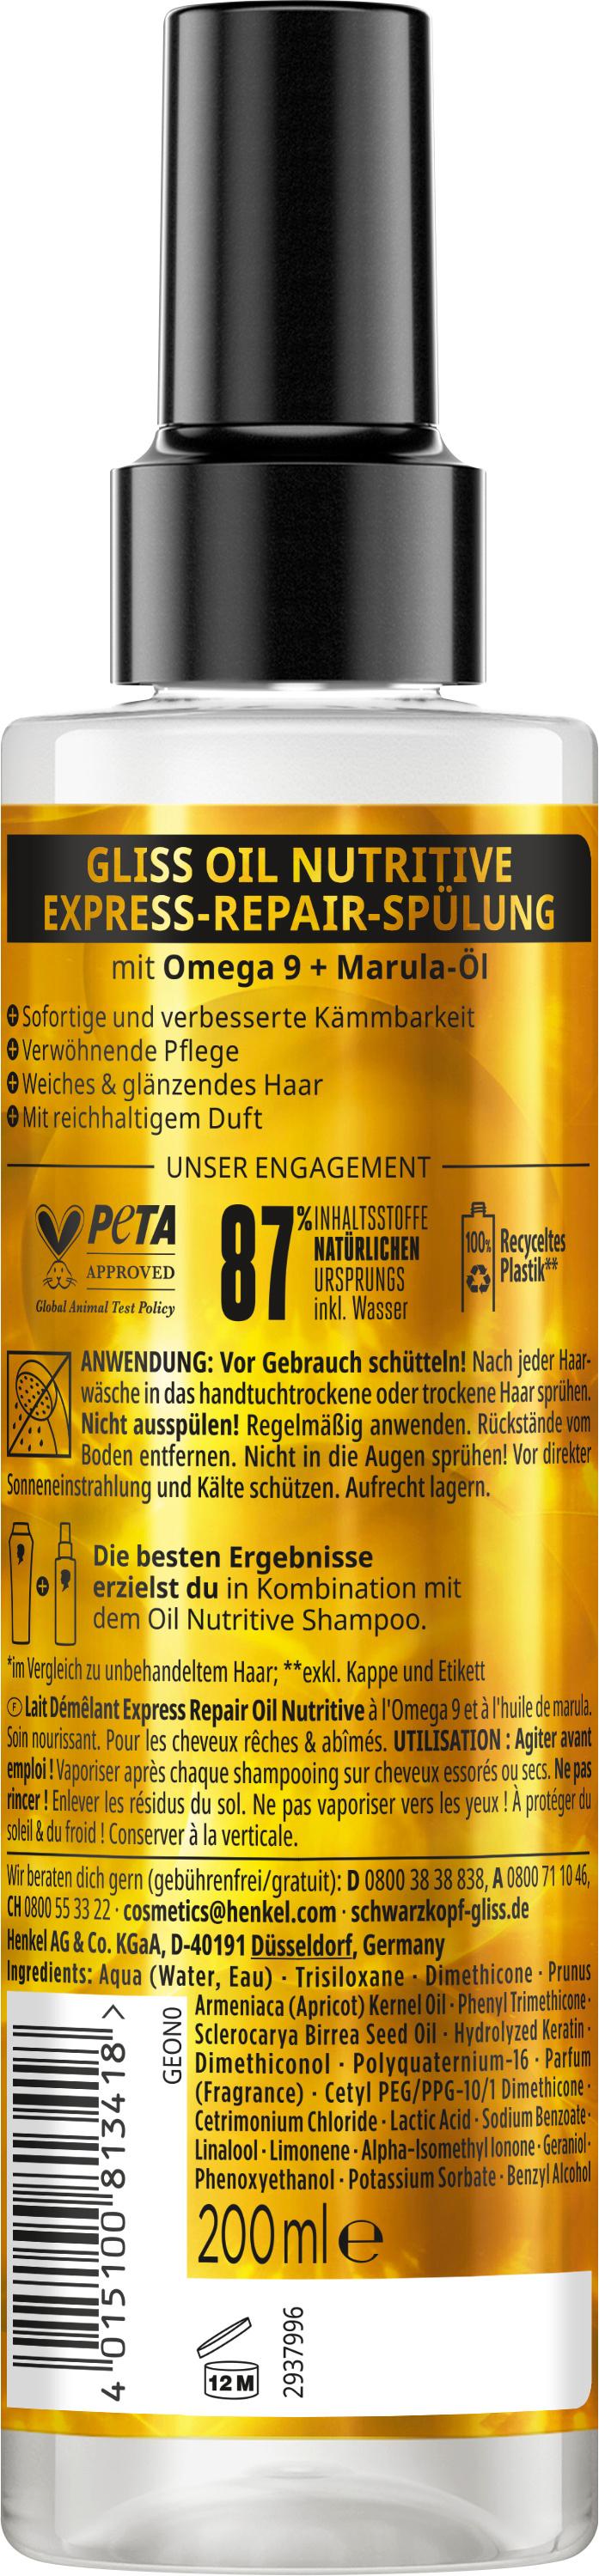 GLISS OIL NUTRITIVE
EXPRESS-REPAIR-SPÜLUNG
mit Omega 9 + Marula-Öl
Sofortige und verbesserte Kämmbarkeit
Verwöhnende Pflege
Weiches & glänzendes Haar
Mit reichhaltigem Duft
UNSER ENGAGEMENT
PETA
APPROVED
Global Animal Test Policy
87% INHALTSSTOFFE
NATÜRLICHEN
URSPRUNGS
inkl. Wasser
100% Recyceltes
Plastik**
ANWENDUNG: Vor Gebrauch schütteln! Nach jeder Haar-
wäsche in das handtuchtrockene oder trockene Haar sprühen.
Nicht ausspülen! Regelmäßig anwenden. Rückstände vom
Boden entfernen. Nicht in die Augen sprühen! Vor direkter
Sonneneinstrahlung und Kälte schützen. Aufrecht lagern.
Die besten Ergebnisse
erzielst du in Kombination mit
dem Oil Nutritive Shampoo.
*im Vergleich zu unbehandeltem Haar; **exkl. Kappe und Etikett
Ⓕ Lait Démêlant Express Repair Oil Nutritive à l'Omega 9 et à l'huile de marula.
Soin nourissant. Pour les cheveux rêches & abîmés. UTILISATION : Agiter avant
emploi ! Vaporiser après chaque shampooing sur cheveux essorés ou secs. Ne pas
rincer ! Enlever les résidus du sol. Ne pas vaporiser vers les yeux ! À protéger du
soleil & du froid ! Conserver à la verticale.
Wir beraten dich gern (gebührenfrei/gratuit): D 0800 38 38 838, A 0800 71 10 46,
CH 0800 55 33 22 · cosmetics@henkel.com · schwarzkopf-gliss.de
Henkel AG & Co. KGaA, D-40191 Düsseldorf, Germany
Ingredients: Aqua (Water, Eau) · Trisiloxane · Dimethicone · Prunus
Armeniaca (Apricot) Kernel Oil · Phenyl Trimethicone ·
Sclerocarya Birrea Seed Oil · Hydrolyzed Keratin ·
Dimethiconol · Polyquaternium-16 · Parfum
(Fragrance) · Cetyl PEG/PPG-10/1 Dimethicone ·
Cetrimonium Chloride · Lactic Acid · Sodium Benzoate ·
Linalool · Limonene · Alpha-Isomethyl Ionone · Geraniol ·
Phenoxyethanol · Potassium Sorbate · Benzyl Alcohol
GEON0
4 015100 813418 >
200 ml e
12 M
2937996